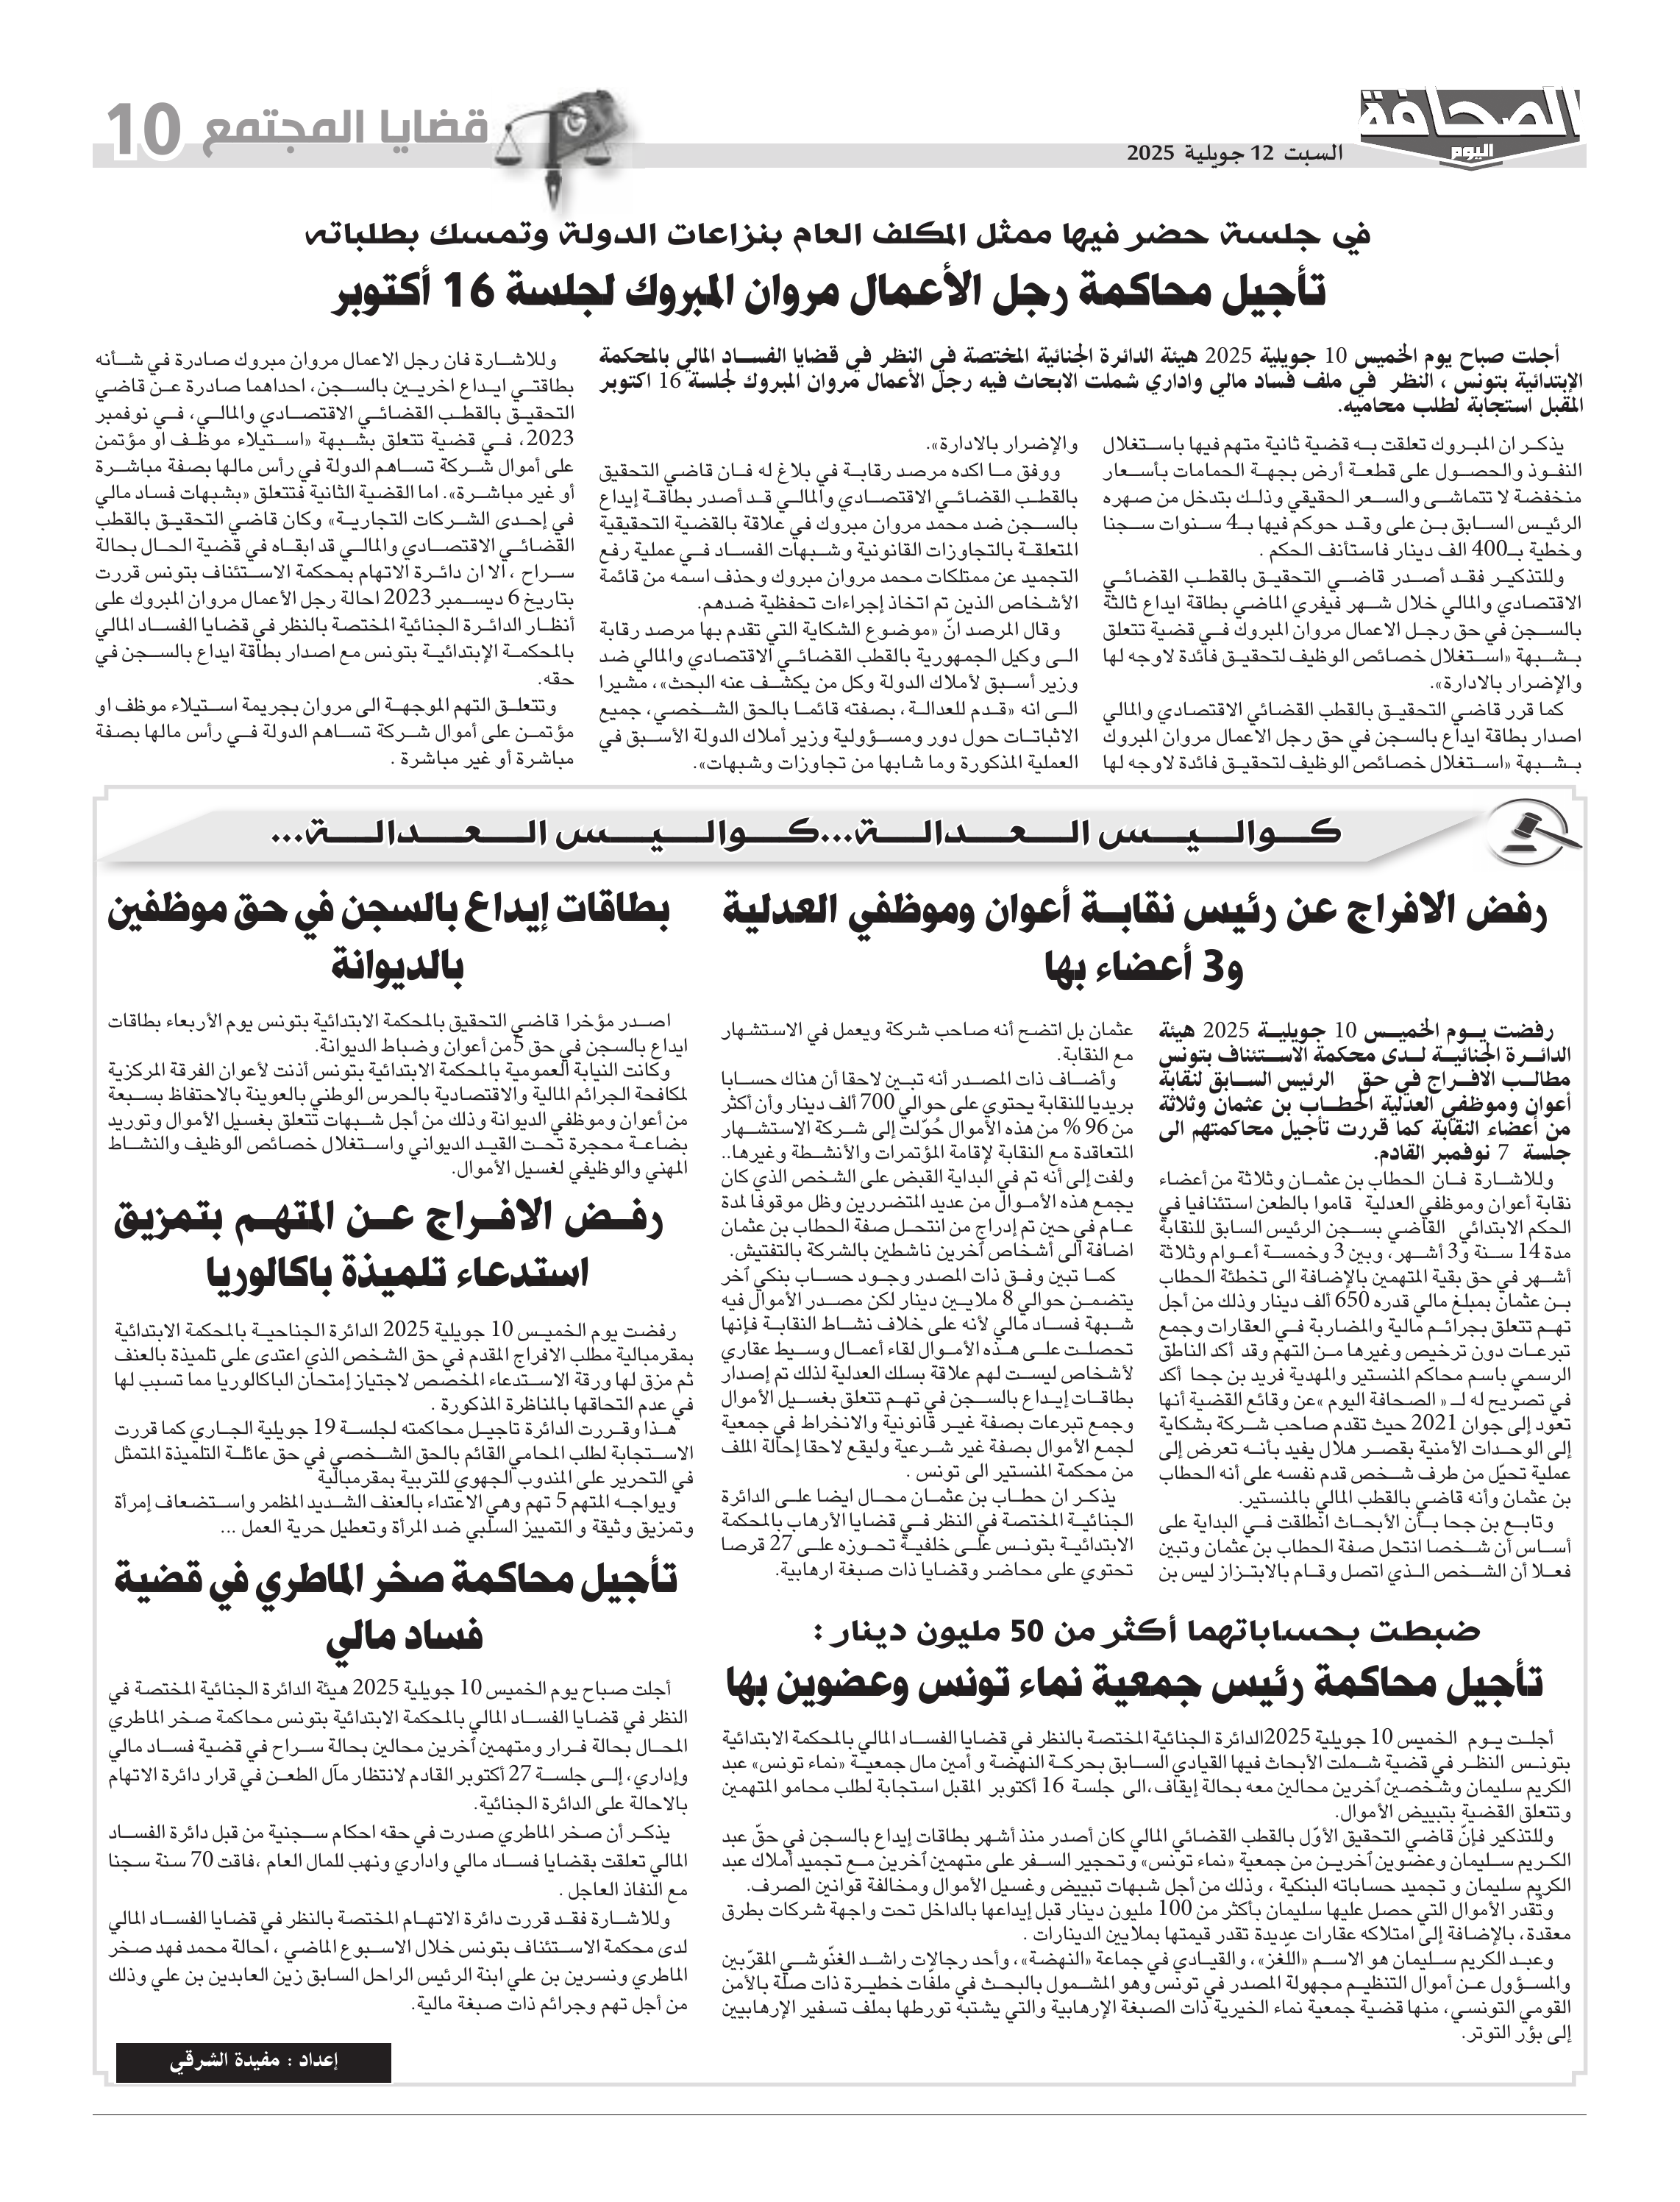 الصحافة
اليوم
السبت 12 جويلية 2025
قضايا المجتمع
10
في جلسة حضر فيها ممثل المكلف العام بنزاعات الدولة وتمسك بطلباته
تأجيل محاكمة رجل الأعمال مروان المبروك لجلسة 16 أكتوبر
أجلت صباح يوم الخميس 10 جويلية 2025 هيئة الدائرة الجنائية المختصة في النظر في قضايا الفساد المالي بالمحكمة
الإبتدائية بتونس ، النظر في ملف فساد مالي واداري شملت الابحاث فيه رجل الأعمال مروان المبروك لجلسة 16 اكتوبر
المقبل استجابة لطلب محاميه.
يذكر ان المبروك تعلقت به قضية ثانية متهم فيها باستغلال
النفوذ والحصول على قطعة أرض بجهة الحمامات بأسعار
منخفضة لا تتماشى والسعر الحقيقي وذلك بتدخل من صهره
الرئيس السابق بن على وقد حوكم فيها بـ4 سنوات سجنا
وخطية بـ400 الف دينار فاستأنف الحكم .
وللتذكير فقد أصدر قاضي التحقيق بالقطب القضائي
الاقتصادي والمالي خلال شهر فيفري الماضي بطاقة ايداع ثالثة
بالسجن في حق رجل الاعمال مروان المبروك في قضية تتعلق
بشبهة «استغلال خصائص الوظيف لتحقيق فائدة لاوجه لها
والإضرار بالادارة».
كما قرر قاضي التحقيق بالقطب القضائي الاقتصادي والمالي
اصدار بطاقة ايداع بالسجن في حق رجل الاعمال مروان المبروك
بشبهة «استغلال خصائص الوظيف لتحقيق فائدة لاوجه لها
والإضرار بالادارة».
ووفق ما اكده مرصد رقابة في بلاغ له فان قاضي التحقيق
بالقطب القضائي الاقتصادي والمالي قد أصدر بطاقة إيداع
بالسجن ضد محمد مروان مبروك في علاقة بالقضية التحقيقية
المتعلقة بالتجاوزات القانونية وشبهات الفساد في عملية رفع
التجميد عن ممتلكات محمد مروان مبروك وحذف اسمه من قائمة
الأشخاص الذين تم اتخاذ إجراءات تحفظية ضدهم.
وقال المرصد انّ «موضوع الشكاية التي تقدم بها مرصد رقابة
الى وكيل الجمهورية بالقطب القضائي الاقتصادي والمالي ضد
وزير أسبق لأملاك الدولة وكل من يكشف عنه البحث»، مشيرا
الى انه «قدم للعدالة، بصفته قائما بالحق الشخصي، جميع
الاثباتات حول دور ومسؤولية وزير أملاك الدولة الأسبق في
العملية المذكورة وما شابها من تجاوزات وشبهات».
وللاشارة فان رجل الاعمال مروان مبروك صادرة في شأنه
بطاقتي ايداع اخريين بالسجن، احداهما صادرة عن قاضي
التحقيق بالقطب القضائي الاقتصادي والمالي، في نوفمبر
2023، في قضية تتعلق بشبهة «استيلاء موظف او مؤتمن
على أموال شركة تساهم الدولة في رأس مالها بصفة مباشرة
أو غير مباشرة». اما القضية الثانية فتتعلق «بشبهات فساد مالي
في إحدى الشركات التجارية» وكان قاضي التحقيق بالقطب
القضائي الاقتصادي والمالي قد ابقاه في قضية الحال بحالة
سراح ، الا ان دائرة الاتهام بمحكمة الاستئناف بتونس قررت
بتاريخ 6 ديسمبر 2023 احالة رجل الأعمال مروان المبروك على
أنظار الدائرة الجنائية المختصة بالنظر في قضايا الفساد المالي
بالمحكمة الإبتدائية بتونس مع اصدار بطاقة ايداع بالسجن في
حقه.
وتتعلق التهم الموجهة الى مروان بجريمة استيلاء موظف او
مؤتمن على أموال شركة تساهم الدولة في رأس مالها بصفة
مباشرة أو غير مباشرة .
كواليس العدالة...كواليس العدالة...
رفض الافراج عن رئيس نقابة أعوان وموظفي العدلية
و3 أعضاء بها
رفضت يوم الخميس 10 جويلية 2025 هيئة
الدائرة الجنائية لدى محكمة الاستئناف بتونس
مطالب الافراج في حق الرئيس السابق لنقابة
أعوان وموظفي العدلية الحطاب بن عثمان وثلاثة
من أعضاء النقابة كما قررت تأجيل محاكمتهم الى
جلسة 7 نوفمبر القادم.
وللاشارة فان الحطاب بن عثمان وثلاثة من أعضاء
نقابة أعوان وموظفي العدلية قاموا بالطعن استئنافيا في
الحكم الابتدائي القاضي بسجن الرئيس السابق للنقابة
مدة 14 سنة و3 أشهر، وبين 3 وخمسة أعوام وثلاثة
أشهر في حق بقية المتهمين بالإضافة الى تخطئة الحطاب
بن عثمان بمبلغ مالي قدره 650 ألف دينار وذلك من أجل
تهم تتعلق بجرائم مالية والمضاربة في العقارات وجمع
تبرعات دون ترخيص وغيرها من التهم وقد أكد الناطق
الرسمي باسم محاكم المنستير والمهدية فريد بن جحا أكد
في تصريح له لـ « الصحافة اليوم »عن وقائع القضية أنها
تعود إلى جوان 2021 حيث تقدم صاحب شركة بشكاية
إلى الوحدات الأمنية بقصر هلال يفيد بأنه تعرض إلى
عملية تحيّل من طرف شخص قدم نفسه على أنه الحطاب
بن عثمان وأنه قاضي بالقطب المالي بالمنستير.
وتابع بن جحا بأن الأبحاث انطلقت في البداية على
أساس أن شخصا انتحل صفة الحطاب بن عثمان وتبين
فعلا أن الشخص الذي اتصل وقام بالابتزاز ليس بن
عثمان بل اتضح أنه صاحب شركة ويعمل في الاستشهار
مع النقابة.
وأضاف ذات المصدر أنه تبين لاحقا أن هناك حسابا
بريديا للنقابة يحتوي على حوالي 700 ألف دينار وأن أكثر
من 96 % من هذه الأموال حُوّلت إلى شركة الاستشهار
المتعاقدة مع النقابة لإقامة المؤتمرات والأنشطة وغيرها..
ولفت إلى أنه تم في البداية القبض على الشخص الذي كان
يجمع هذه الأموال من عديد المتضررين وظل موقوفا لمدة
عام في حين تم إدراج من انتحل صفة الحطاب بن عثمان
اضافة الى أشخاص آخرين ناشطين بالشركة بالتفتيش.
كما تبين وفق ذات المصدر وجود حساب بنكي آخر
يتضمن حوالي 8 ملايين دينار لكن مصدر الأموال فيه
شبهة فساد مالي لأنه على خلاف نشاط النقابة فإنها
تحصلت على هذه الأموال لقاء أعمال وسيط عقاري
لأشخاص ليست لهم علاقة بسلك العدلية لذلك تم إصدار
بطاقات إيداع بالسجن في تهم تتعلق بغسيل الأموال
وجمع تبرعات بصفة غير قانونية والانخراط في جمعية
لجمع الأموال بصفة غير شرعية وليقع لاحقا إحالة الملف
من محكمة المنستير الى تونس .
يذكر ان حطاب بن عثمان محال ايضا على الدائرة
الجنائية المختصة في النظر في قضايا الأرهاب بالمحكمة
الابتدائية بتونس على خلفية تحوزه على 27 قرصا
تحتوي على محاضر وقضايا ذات صبغة ارهابية.
ضبطت بحساباتهما أكثر من 50 مليون دينار :
تأجيل محاكمة رئيس جمعية نماء تونس وعضوين بها
أجلت يوم الخميس 10 جويلية 2025الدائرة الجنائية المختصة بالنظر في قضايا الفساد المالي بالمحكمة الابتدائية
بتونس النظر في قضية شملت الأبحاث فيها القيادي السابق بحركة النهضة و أمين مال جمعية «نماء تونس» عبد
الكريم سليمان وشخصين آخرين محالين معه بحالة إيقاف ،الى جلسة 16 أكتوبر المقبل استجابة لطلب محامو المتهمين
وتتعلق القضية بتبييض الأموال.
وللتذكير فإنّ قاضي التحقيق الأوّل بالقطب القضائي المالي كان أصدر منذ أشهر بطاقات إيداع بالسجن في حقّ عبد
الكريم سليمان وعضوين آخرين من جمعية «نماء تونس» وتحجير السفر على متهمين آخرين مع تجميد أملاك عبد
الكريم سليمان و تجميد حساباته البنكية ، وذلك من أجل شبهات تبييض وغسيل الأموال ومخالفة قوانين الصرف.
وتُقدر الأموال التي حصل عليها سليمان بأكثر من 100 مليون دينار قبل إيداعها بالداخل تحت واجهة شركات بطرق
معقدة، بالإضافة إلى امتلاكه عقارات عديدة تقدر قيمتها بملايين الدينارات .
وعبد الكريم سليمان هو الاسم «اللّغز»، والقيادي في جماعة «النهضة»، وأحد رجالات راشد الغنّوشي المقرّبين
والمسؤول عن أموال التنظيم مجهولة المصدر في تونس وهو المشمول بالبحث في ملفّات خطيرة ذات صلة بالأمن
القومي التونسي، منها قضية جمعية نماء الخيرية ذات الصبغة الإرهابية والتي يشتبه تورطها بملف تسفير الإرهابيين
إلى بؤر التوتر.
بطاقات إيداع بالسجن في حق موظفين
بالديوانة
اصدر مؤخرا قاضي التحقيق بالمحكمة الابتدائية بتونس يوم الأربعاء بطاقات
ايداع بالسجن في حق 5من أعوان وضباط الديوانة.
وكانت النيابة العمومية بالمحكمة الابتدائية بتونس أذنت لأعوان الفرقة المركزية
لمكافحة الجرائم المالية والاقتصادية بالحرس الوطني بالعوينة بالاحتفاظ بسبعة
من أعوان وموظفي الديوانة وذلك من أجل شبهات تتعلق بغسيل الأموال وتوريد
بضاعة محجرة تحت القيد الديواني واستغلال خصائص الوظيف والنشاط
المهني والوظيفي لغسيل الأموال.
رفض الافراج عن المتهم بتمزيق
استدعاء تلميذة باكالوريا
رفضت يوم الخميس 10 جويلية 2025 الدائرة الجناحية بالمحكمة الابتدائية
بمقرمبالية مطلب الافراج المقدم في حق الشخص الذي اعتدى على تلميذة بالعنف
ثم مزق لها ورقة الاستدعاء المخصص لاجتياز إمتحان الباكالوريا مما تسبب لها
في عدم التحاقها بالمناظرة المذكورة .
هذا وقررت الدائرة تاجيل محاكمته لجلسة 19 جويلية الجاري كما قررت
الاستجابة لطلب المحامي القائم بالحق الشخصي في حق عائلة التلميذة المتمثل
في التحرير على المندوب الجهوي للتربية بمقرمبالية
ويواجه المتهم 5 تهم وهي الاعتداء بالعنف الشديد المظمر واستضعاف إمرأة
وتمزيق وثيقة و التمييز السلبي ضد المرأة وتعطيل حرية العمل ...
تأجيل محاكمة صخر الماطري في قضية
فساد مالي
أجلت صباح يوم الخميس 10 جويلية 2025 هيئة الدائرة الجنائية المختصة في
النظر في قضايا الفساد المالي بالمحكمة الابتدائية بتونس محاكمة صخر الماطري
المحال بحالة فرار ومتهمين آخرين محالين بحالة سراح في قضية فساد مالي
وإداري، إلى جلسة 27 أكتوبر القادم لانتظار مآل الطعن في قرار دائرة الاتهام
بالاحالة على الدائرة الجنائية.
يذكر أن صخر الماطري صدرت في حقه احكام سجنية من قبل دائرة الفساد
المالي تعلقت بقضايا فساد مالي واداري ونهب للمال العام ،فاقت 70 سنة سجنا
مع النفاذ العاجل .
وللاشارة فقد قررت دائرة الاتهام المختصة بالنظر في قضايا الفساد المالي
لدى محكمة الاستئناف بتونس خلال الاسبوع الماضي ، احالة محمد فهد صخر
الماطري ونسرين بن علي ابنة الرئيس الراحل السابق زين العابدين بن علي وذلك
من أجل تهم وجرائم ذات صبغة مالية.
إعداد : مفيدة الشرقي